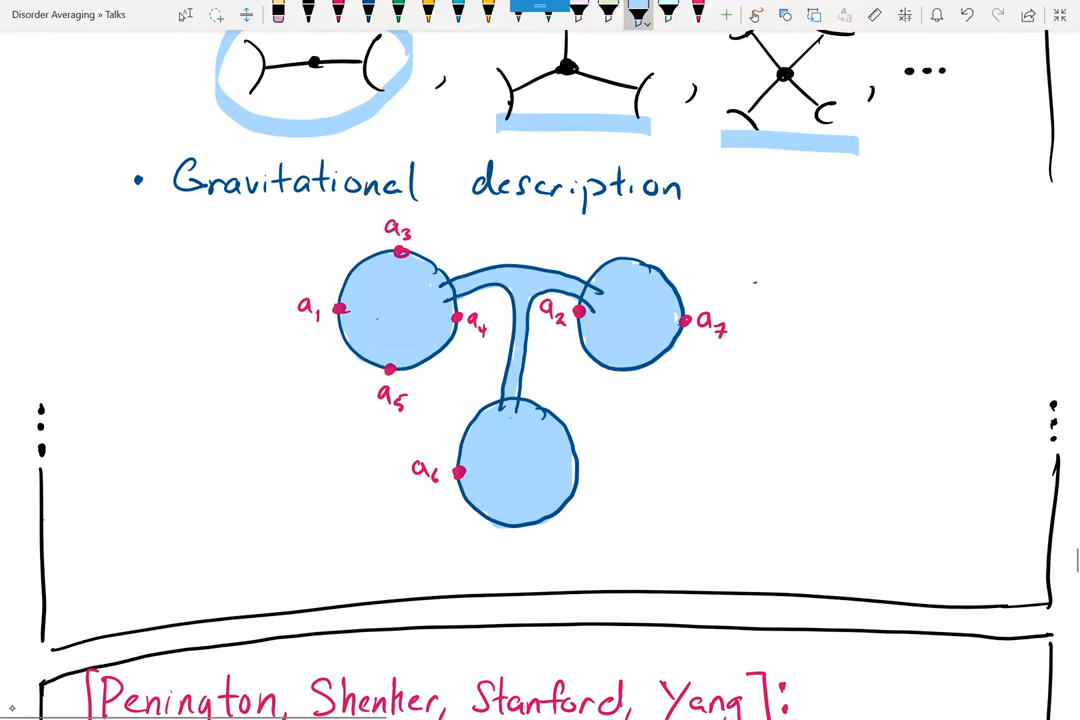 Disorder Averaging » Talks
, , , ...
• Gravitational description
a3
a1 a4 a2 a7
a5
a6
[Penington, Shenker, Stanford, Yang]: